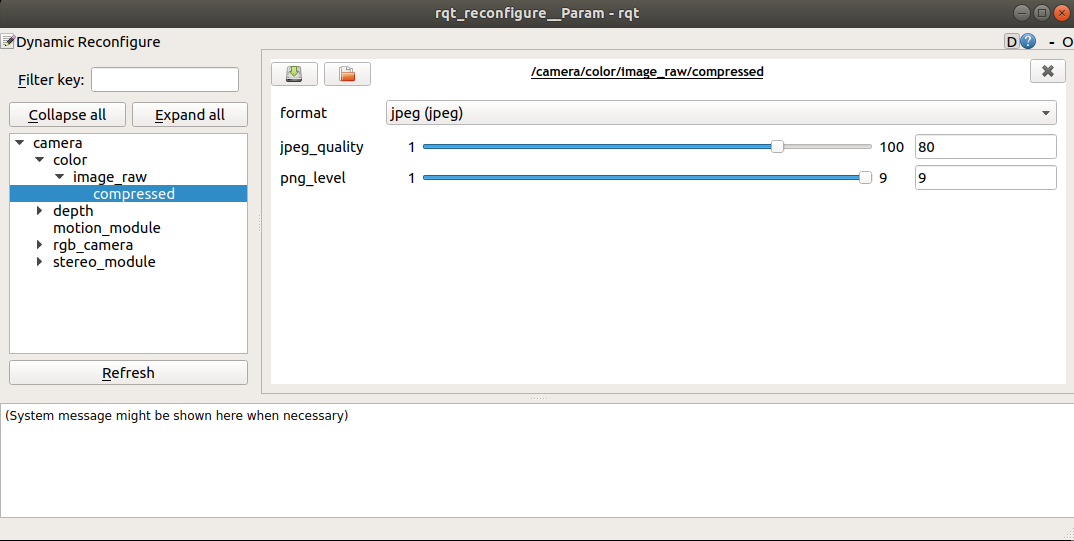 rqt_reconfigure__Param - rqt
Dynamic Reconfigure
D ? - O
Filter key:
Collapse all Expand all
camera
color
image_raw
compressed
depth
motion_module
rgb_camera
stereo_module
Refresh
/camera/color/image_raw/compressed
format jpeg (jpeg)
jpeg_quality 1 100 80
png_level 1 9 9
(System message might be shown here when necessary)